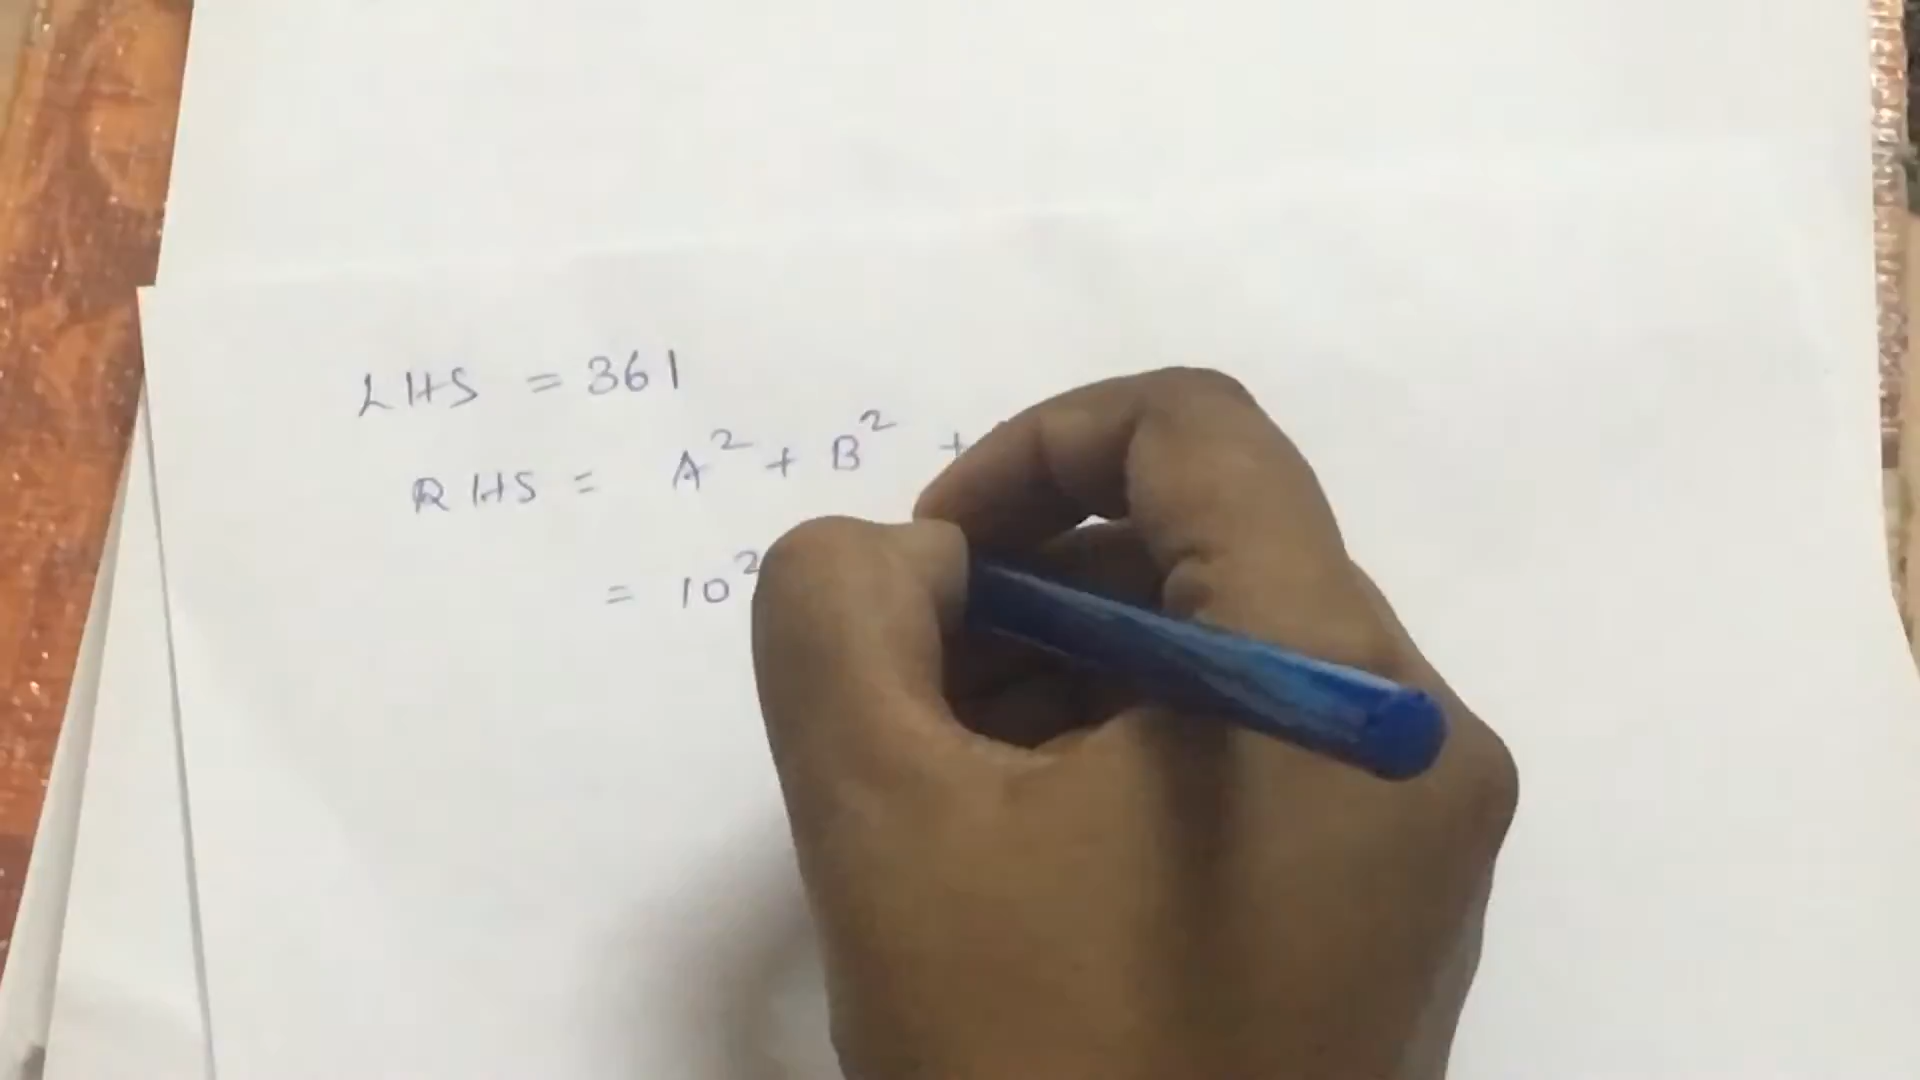 LHS = 361
RHS = A² + B² +
= 10²